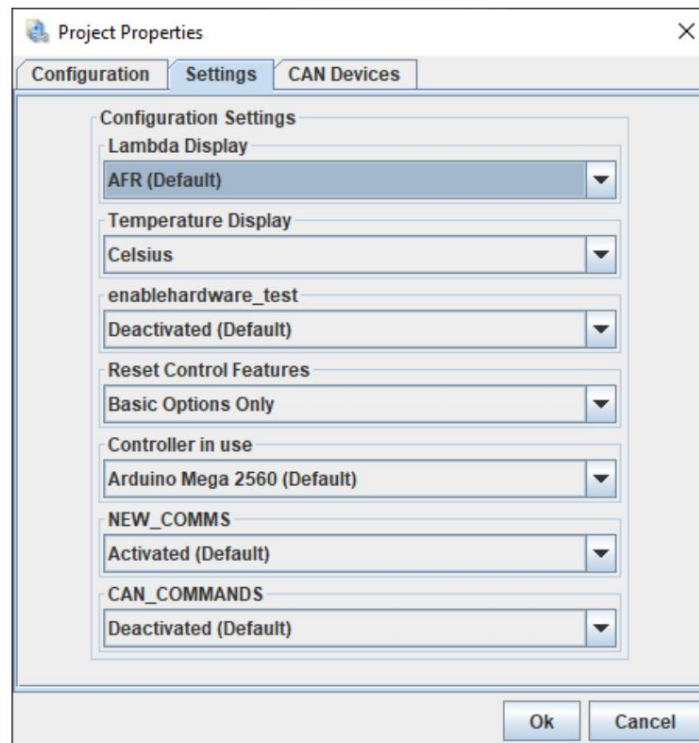 Project Properties
Configuration Settings CAN Devices
Configuration Settings
Lambda Display
AFR (Default)
Temperature Display
Celsius
enablehardware_test
Deactivated (Default)
Reset Control Features
Basic Options Only
Controller in use
Arduino Mega 2560 (Default)
NEW_COMMS
Activated (Default)
CAN_COMMANDS
Deactivated (Default)
Ok Cancel